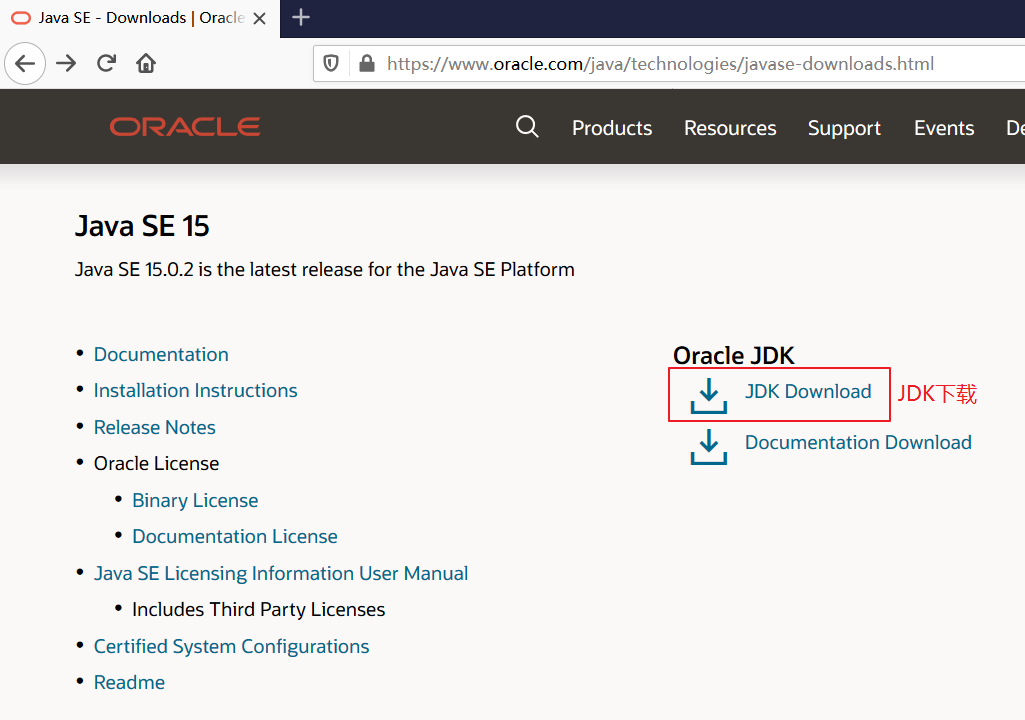 Java SE - Downloads | Oracle
https://www.oracle.com/java/technologies/javase-downloads.html
ORACLE
Products Resources Support Events De
Java SE 15
Java SE 15.0.2 is the latest release for the Java SE Platform
• Documentation
• Installation Instructions
• Release Notes
• Oracle License
• Binary License
• Documentation License
• Java SE Licensing Information User Manual
• Includes Third Party Licenses
• Certified System Configurations
• Readme
Oracle JDK
JDK Download JDK下载
Documentation Download